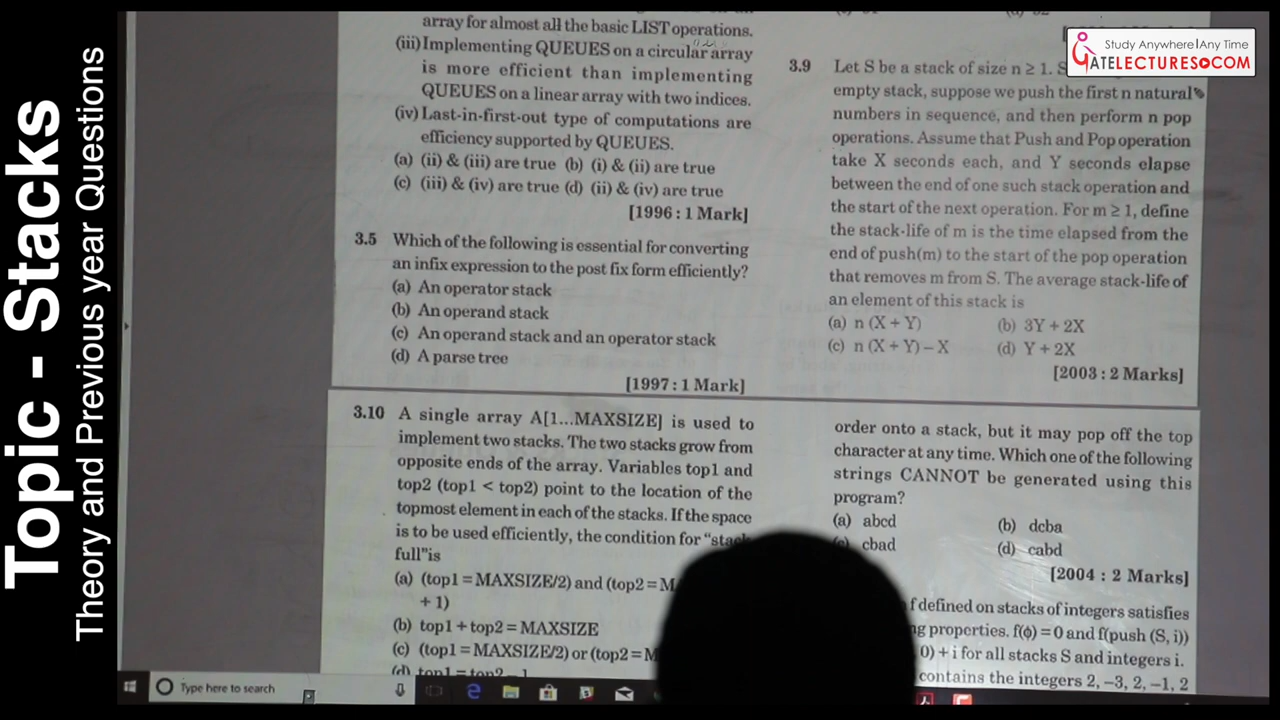 Topic - Stacks
Theory and Previous year Questions
array for almost all the basic LIST operations.
(iii) Implementing QUEUES on a circular array
is more efficient than implementing
QUEUES on a linear array with two indices.
(iv) Last-in-first-out type of computations are
efficiency supported by QUEUES.
(a) (ii) & (iii) are true (b) (i) & (ii) are true
(c) (iii) & (iv) are true (d) (ii) & (iv) are true
[1996 : 1 Mark]
3.5 Which of the following is essential for converting
an infix expression to the post fix form efficiently?
(a) An operator stack
(b) An operand stack
(c) An operand stack and an operator stack
(d) A parse tree
[1997 : 1 Mark]
Study Anywhere | Any Time
GATELECTURES.COM
3.9 Let S be a stack of size n ≥ 1.
empty stack, suppose we push the first n natural
numbers in sequence, and then perform n pop
operations. Assume that Push and Pop operation
take X seconds each, and Y seconds elapse
between the end of one such stack operation and
the start of the next operation. For m ≥ 1, define
the stack-life of m is the time elapsed from the
end of push(m) to the start of the pop operation
that removes m from S. The average stack-life of
an element of this stack is
(a) n (X + Y) (b) 3Y + 2X
(c) n (X + Y) – X (d) Y + 2X
[2003 : 2 Marks]
3.10 A single array A[1...MAXSIZE] is used to
implement two stacks. The two stacks grow from
opposite ends of the array. Variables top1 and
top2 (top1 < top2) point to the location of the
topmost element in each of the stacks. If the space
is to be used efficiently, the condition for "stack
full" is
(a) (top1 = MAXSIZE/2) and (top2 = M
+ 1)
(b) top1 + top2 = MAXSIZE
(c) (top1 = MAXSIZE/2) or (top2 = M
(d) top1 = top2 – 1
order onto a stack, but it may pop off the top
character at any time. Which one of the following
strings CANNOT be generated using this
program?
(a) abcd (b) dcba
cbad (d) cabd
[2004 : 2 Marks]
f defined on stacks of integers satisfies
properties. f(ϕ) = 0 and f(push (S, i))
0) + i for all stacks S and integers i.
contains the integers 2, –3, 2, –1, 2
Type here to search